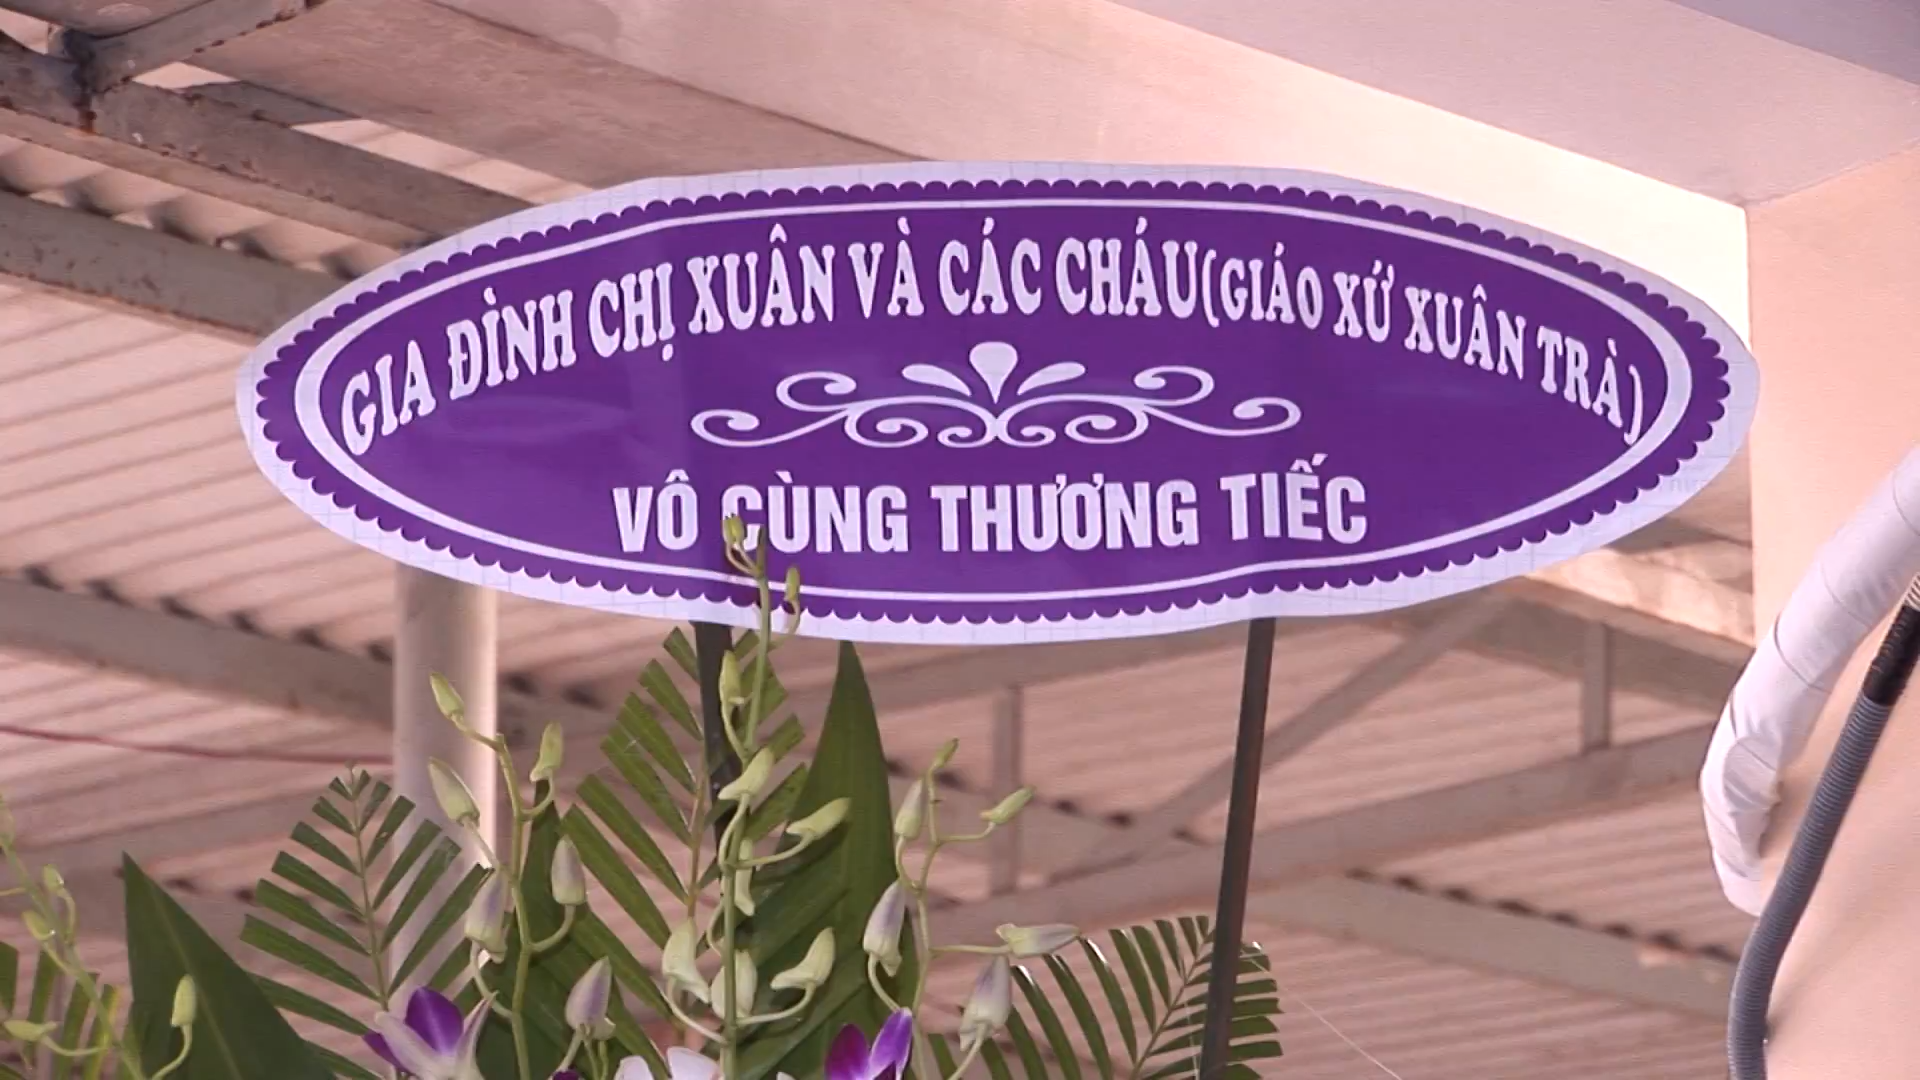 GIA ĐÌNH CHỊ XUÂN VÀ CÁC CHÁU(GIÁO XỨ XUÂN TRÀ)
VÔ CÙNG THƯƠNG TIẾC